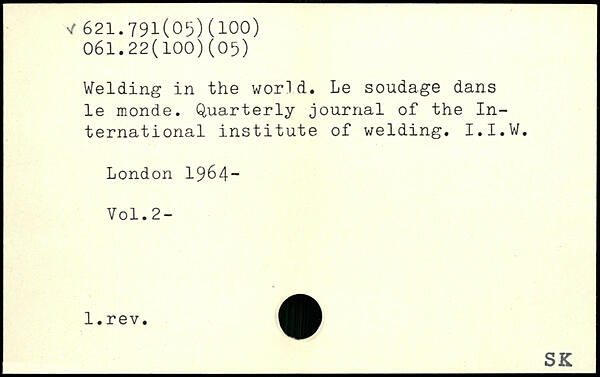 ✓ 621.791(05)(100)
061.22(100)(05)
Welding in the world. Le soudage dans
le monde. Quarterly journal of the In-
ternational institute of welding. I.I.W.
London 1964-
Vol.2-
1.rev.
SK